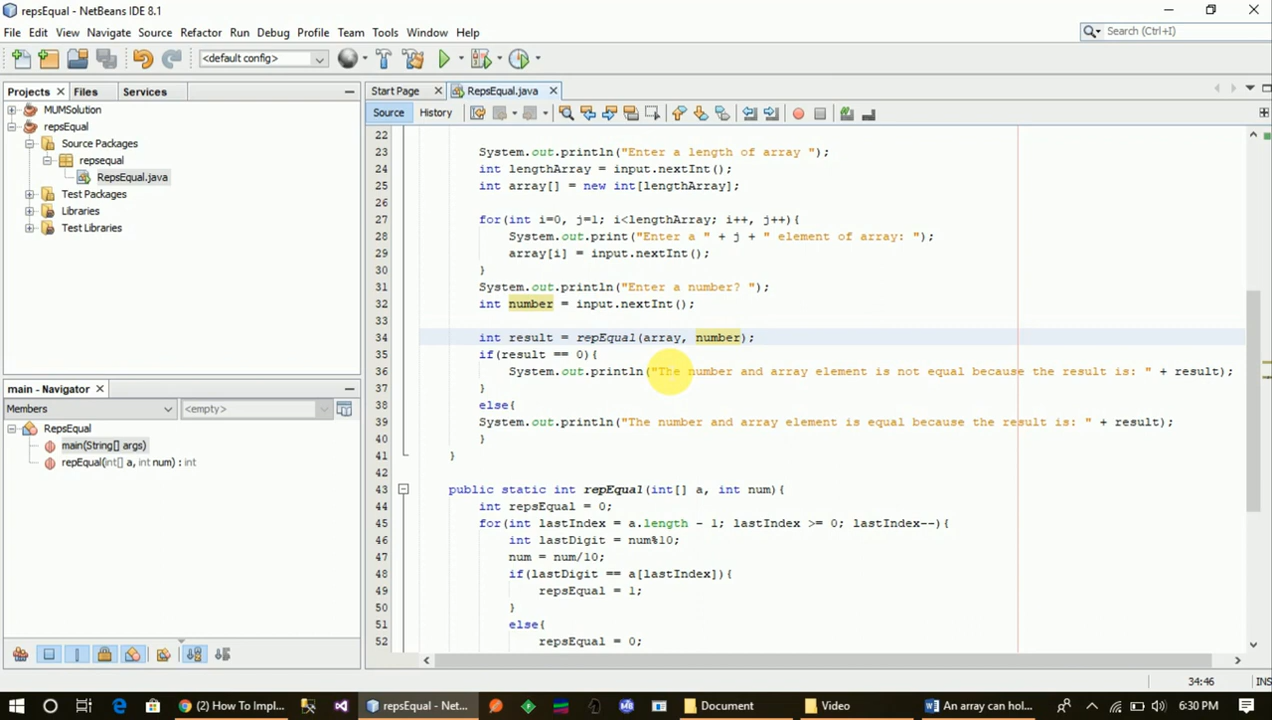 repsEqual - NetBeans IDE 8.1
File Edit View Navigate Source Refactor Run Debug Profile Team Tools Window Help
Search (Ctrl+I)
<default config>
Projects Files Services
MUMSolution
repsEqual
Source Packages
repsequal
RepsEqual.java
Test Packages
Libraries
Test Libraries
main - Navigator
Members <empty>
RepsEqual
main(String[] args)
repEqual(int[] a, int num) : int
Start Page RepsEqual.java
Source History
22
23 System.out.println("Enter a length of array ");
24 int lengthArray = input.nextInt();
25 int array[] = new int[lengthArray];
26
27 for(int i=0, j=1; i<lengthArray; i++, j++){
28 System.out.print("Enter a " + j + " element of array: ");
29 array[i] = input.nextInt();
30 }
31 System.out.println("Enter a number? ");
32 int number = input.nextInt();
33
34 int result = repEqual(array, number);
35 if(result == 0){
36 System.out.println("The number and array element is not equal because the result is: " + result);
37 }
38 else{
39 System.out.println("The number and array element is equal because the result is: " + result);
40 }
41 }
42
43 public static int repEqual(int[] a, int num){
44 int repsEqual = 0;
45 for(int lastIndex = a.length - 1; lastIndex >= 0; lastIndex--){
46 int lastDigit = num%10;
47 num = num/10;
48 if(lastDigit == a[lastIndex]){
49 repsEqual = 1;
50 }
51 else{
52 repsEqual = 0;
34:46 INS
(2) How To Impl...
repsEqual - Net...
Document
Video
An array can hol...
6:30 PM